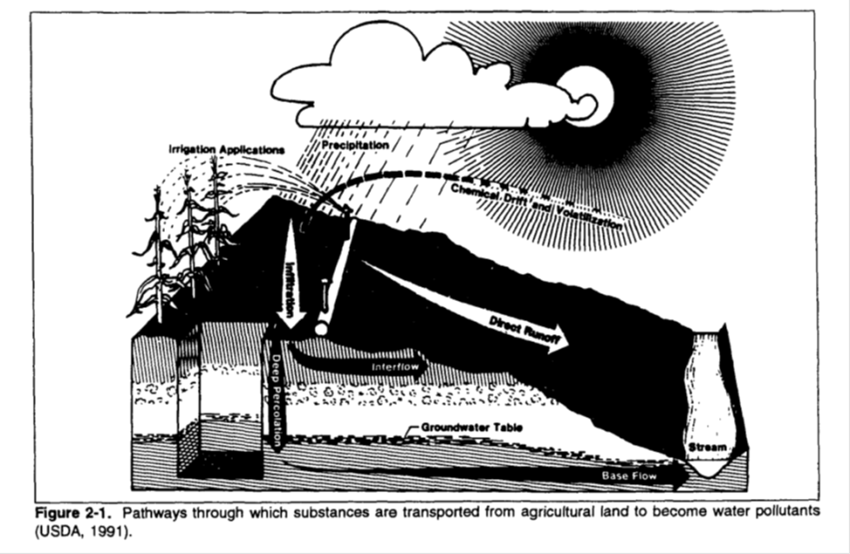 Irrigation Applications
Precipitation
Chemical Drift and Volatilization
Infiltration
Direct Runoff
Interflow
Deep Percolation
Groundwater Table
Stream
Base Flow
Figure 2-1. Pathways through which substances are transported from agricultural land to become water pollutants
(USDA, 1991).